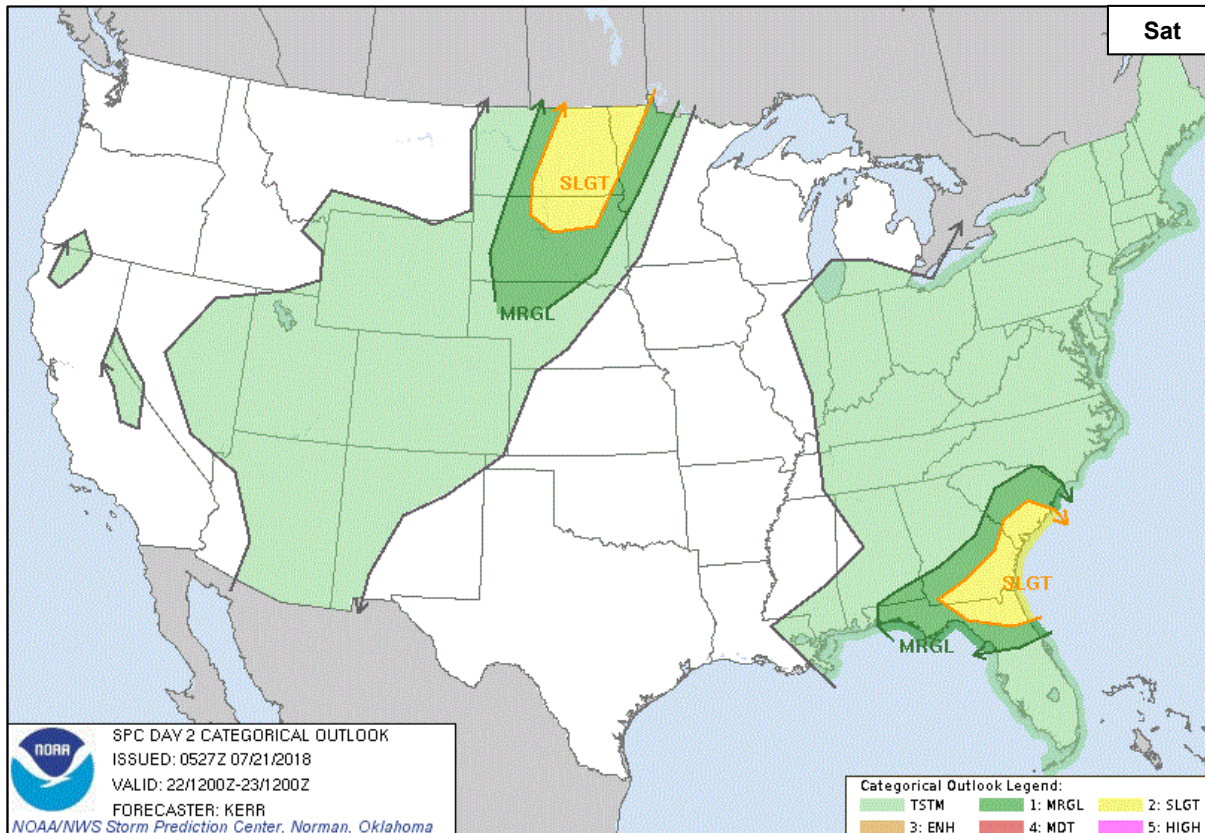 Sat
SLGT
MRGL
SLGT
MRGL
NOAA
SPC DAY 2 CATEGORICAL OUTLOOK
ISSUED: 0527Z 07/21/2018
VALID: 22/1200Z-23/1200Z
FORECASTER: KERR
NOAA/NWS Storm Prediction Center, Norman, Oklahoma
Categorical Outlook Legend:
TSTM 1: MRGL 2: SLGT
3: ENH 4: MDT 5: HIGH